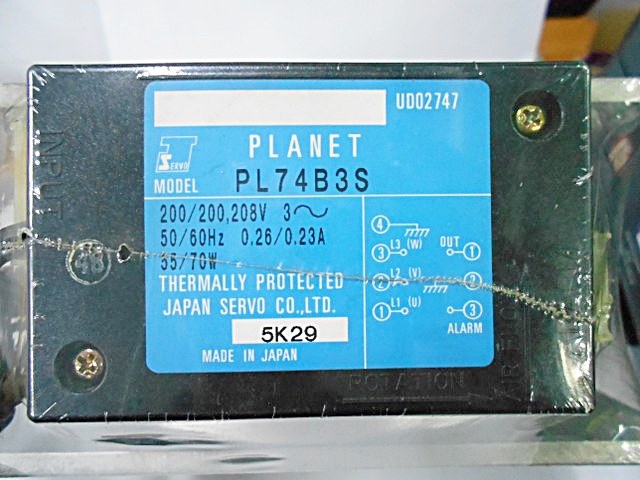 UD02747
SERVO
PLANET
MODEL PL74B3S
200/200,208V 3~
50/60Hz 0.26/0.23A
55/70W
THERMALLY PROTECTED
JAPAN SERVO CO.,LTD.
5K29
MADE IN JAPAN
4
3 L3 (W) OUT 1
2 L2 (V) 2
1 L1 (U) 3
ALARM
INPUT
ROTATION